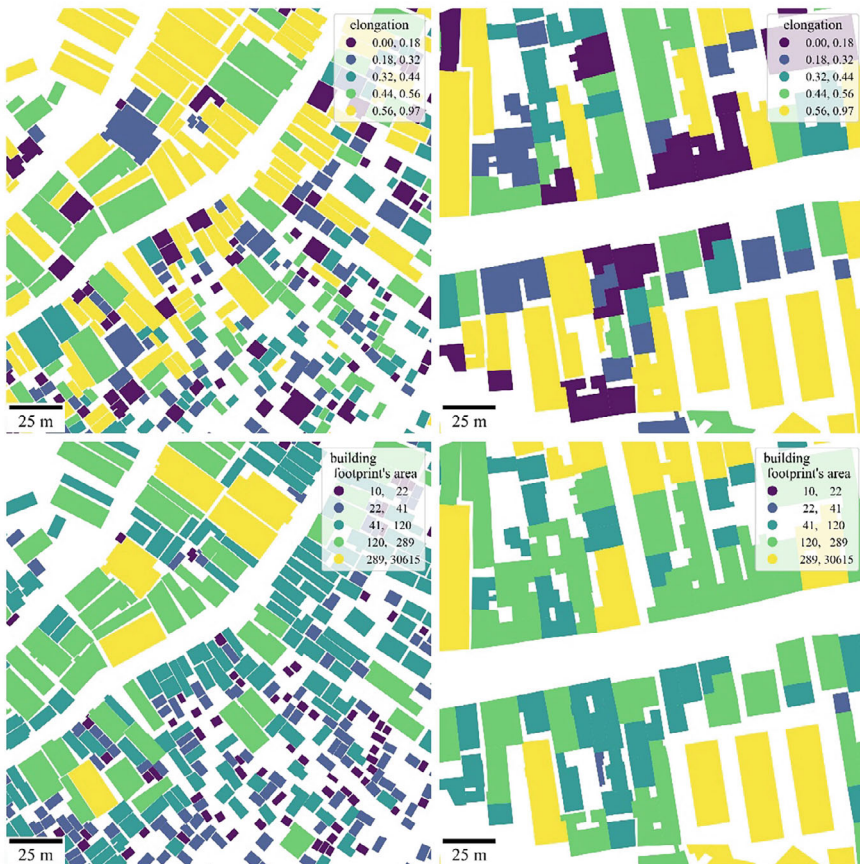 elongation
0.00, 0.18
0.18, 0.32
0.32, 0.44
0.44, 0.56
0.56, 0.97
25 m
elongation
0.00, 0.18
0.18, 0.32
0.32, 0.44
0.44, 0.56
0.56, 0.97
25 m
building
footprint's area
10, 22
22, 41
41, 120
120, 289
289, 30615
25 m
building
footprint's area
10, 22
22, 41
41, 120
120, 289
289, 30615
25 m